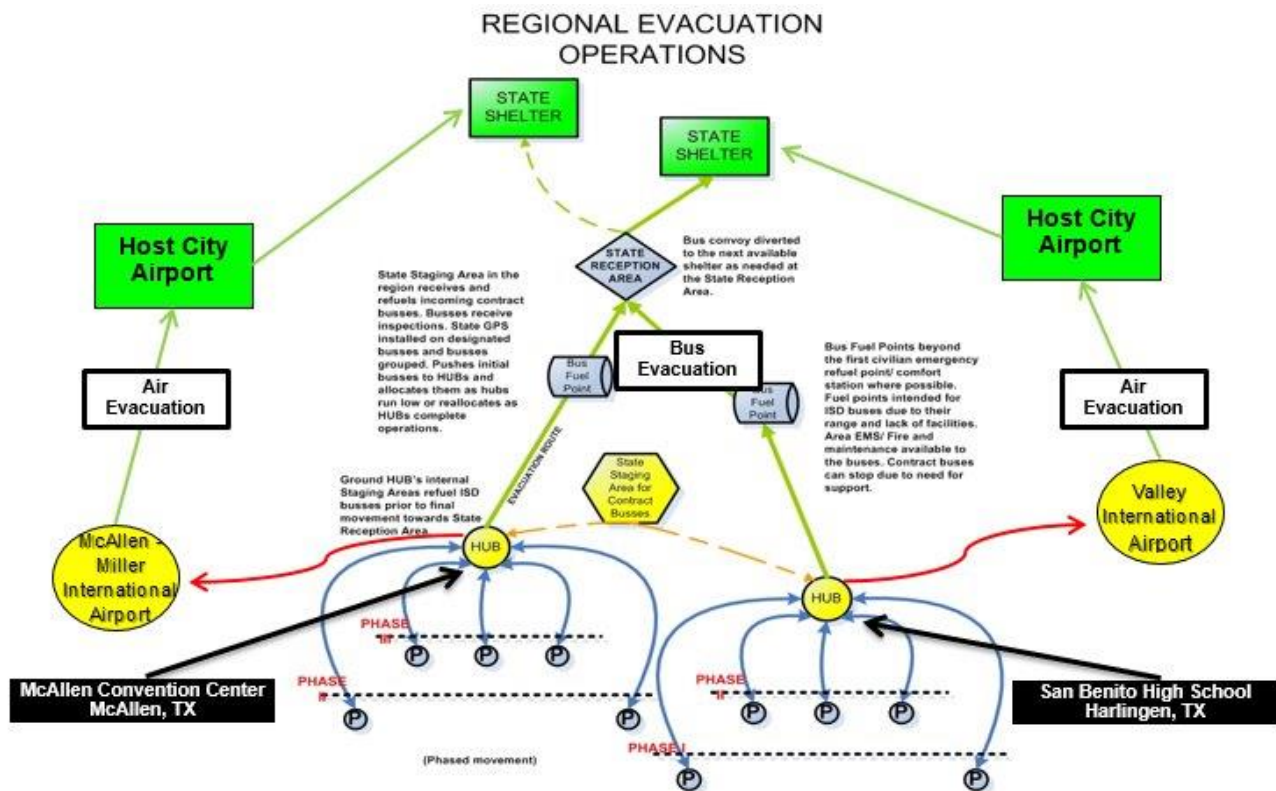 REGIONAL EVACUATION
OPERATIONS
STATE
SHELTER
STATE
SHELTER
Host City
Airport
Host City
Airport
STATE
RECEPTION
AREA
Bus convoy diverted
to the next available
shelter as needed at
the State Reception
Area.
State Staging Area in the
region receives and
refuels incoming contract
busses. Busses receive
inspections. State GPS
installed on designated
busses and busses
grouped. Pushes initial
busses to HUBs and
allocates them as hubs
run low or reallocates as
HUBs complete
operations.
Bus
Fuel
Point
Bus
Evacuation
Bus
Fuel
Point
Bus Fuel Points beyond
the first civilian emergency
refuel point/ comfort
station where possible.
Fuel points intended for
ISD buses due to their
range and lack of facilities.
Area EMS/ Fire and
maintenance available to
the buses. Contract buses
can stop due to need for
support.
Air
Evacuation
Air
Evacuation
EVACUATION ROUTE
State
Staging
Area for
Contract
Busses
Ground HUB's internal
Staging Areas refuel ISD
busses prior to final
movement towards State
Reception Area
McAllen -
Miller
International
Airport
Valley
International
Airport
HUB
HUB
PHASE
III
P
P
P
PHASE
II
P
P
PHASE
II
P
P
P
PHASE I
P
P
McAllen Convention Center
McAllen, TX
San Benito High School
Harlingen, TX
(Phased movement)